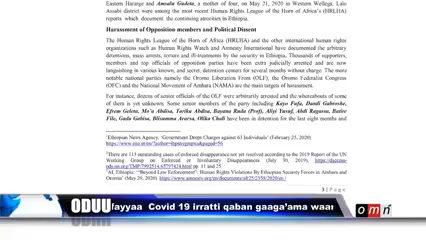 Eastern Hararge and Amsala Gudeta, a mother of four, on May 21, 2020 in Western Wellega. Lalo
Assabi district were among the most recent Human Rights League of the Horn of Africa's (HRLHA)
reports which document the continuing atrocities in Ethiopia.
Harassment of Opposition members and Political Dissent
The Human Rights League of the Horn of Africa (HRLHA) and the other international human rights
organizations such as Human Rights Watch and Amnesty International have documented the arbitrary
detentions, mass arrests, torture and ill-treatments by the security in Ethiopia. Thousands of supporters,
members and top officials of opposition parties have been extra judicially arrested and are now
languishing in various known, and secret, detention centers for several months without charge. The more
notable national parties namely the Oromo Liberation Front (OLF), the Oromo Federalist Congress
(OFC) and the National Movement of Amhara (NAMA) are the main targets of harassment.
For instance, dozens of senior officials of the OLF were arbitrarily arrested and the whereabouts of some
of them is yet unknown. Some senior members of the party including Kayo Fufa, Dandi Gabroshe,
Efrem Geleta, Mo'a Abdisa, Yoriko Abdisa, Bayana Ruda (Prof), Aliyi Yusuf, Abdi Ragassa, Batire
File, Gada Gabisa, Blisumma Ararsa, Olika Chali have been in detention for the last eight months and
Ethiopian News Agency, 'Government Drops Charges against 63 Individuals' (February 25, 2020)
There are 113 outstanding cases of enforced disappearance not yet resolved according to the 2019 Report of the UN
Working Group on Enforced or Involuntary Disappearances (July 30, 2019),
pp. 11 and 25
AI, Ethiopia: "Beyond Law Enforcement": Human Rights Violations By Ethiopian Security Forces in Amhara and
Oromia' (May 29, 2020)
3 | Page
ODUU
Wayyaa Covid 19 irratti qaban gaaga'ama waan
omn